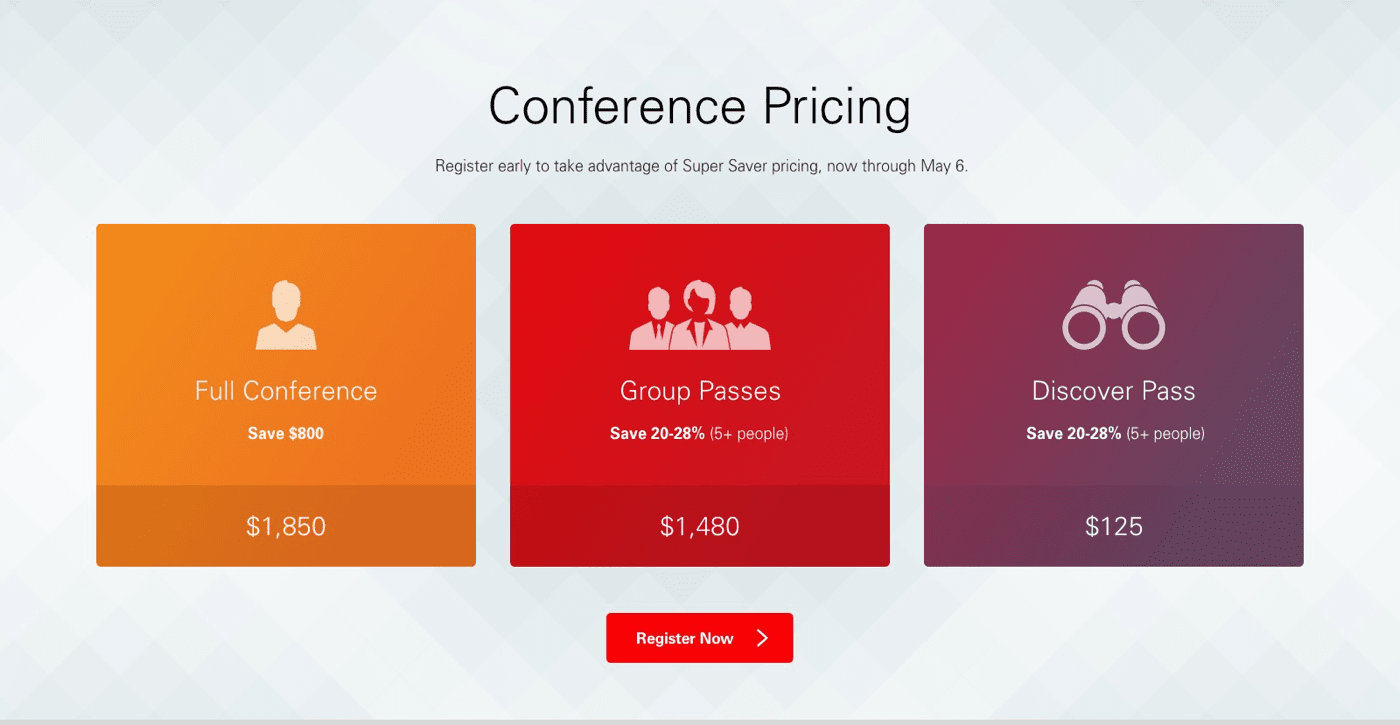 Conference Pricing
Register early to take advantage of Super Saver pricing, now through May 6.
Full Conference
Save $800
$1,850
Group Passes
Save 20-28% (5+ people)
$1,480
Discover Pass
Save 20-28% (5+ people)
$125
Register Now